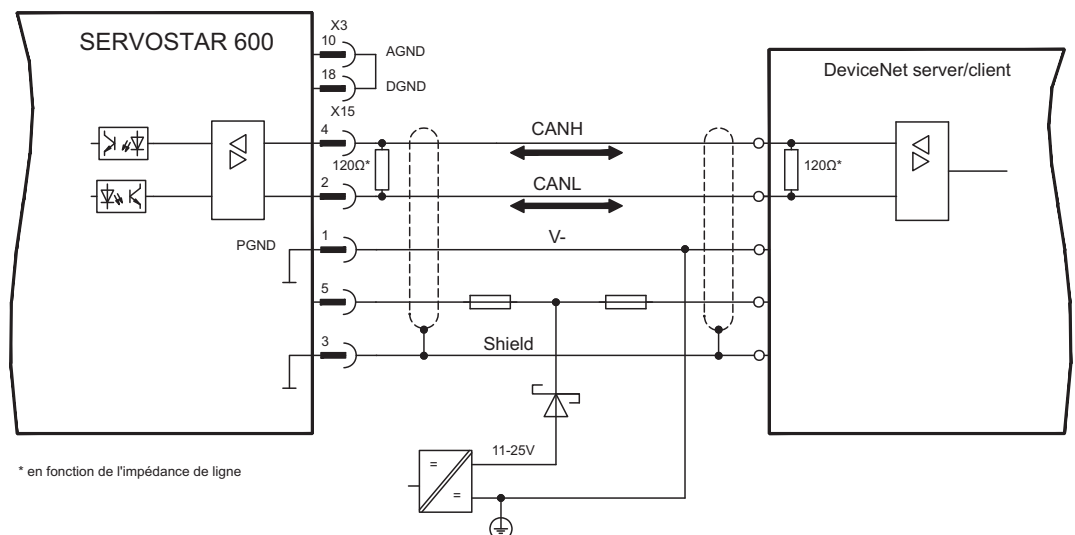 SERVOSTAR 600
X3
10
AGND
18
DGND
X15
DeviceNet server/client
4
CANH
120Ω*
120Ω*
2
CANL
1
PGND
V-
5
3
Shield
11-25V
=
=
* en fonction de l'impédance de ligne